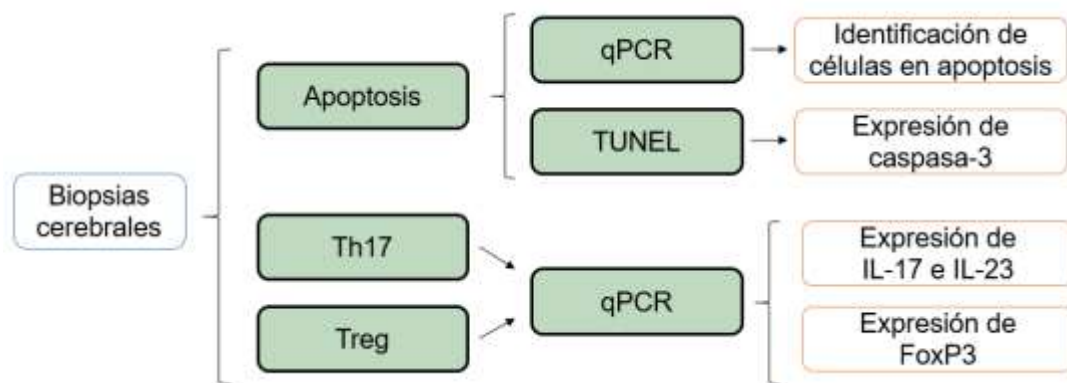 Biopsias
cerebrales
Apoptosis
qPCR
Identificación de
células en apoptosis
TUNEL
Expresión de
caspasa-3
Th17
Treg
qPCR
Expresión de
IL-17 e IL-23
Expresión de
FoxP3